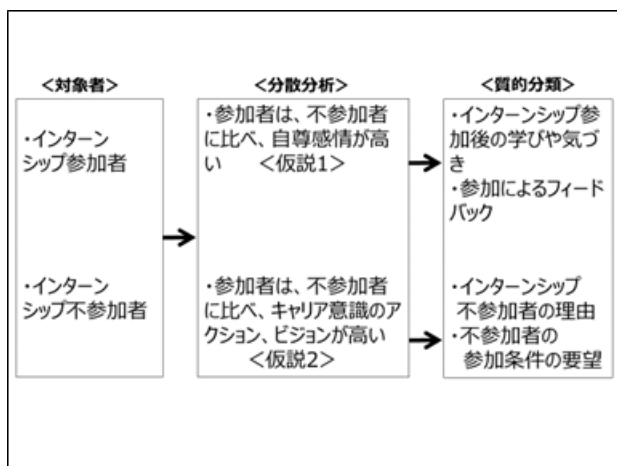 <対象者>
・インターン
シップ参加者
・インターン
シップ不参加者
<分散分析>
・参加者は、不参加者
に比べ、自尊感情が高
い <仮説1>
・参加者は、不参加者
に比べ、キャリア意識のア
クション、ビジョンが高い
<仮説2>
<質的分類>
・インターンシップ参
加後の学びや気づ
き
・参加によるフィード
バック
・インターンシップ
不参加者の理由
・不参加者の
参加条件の要望